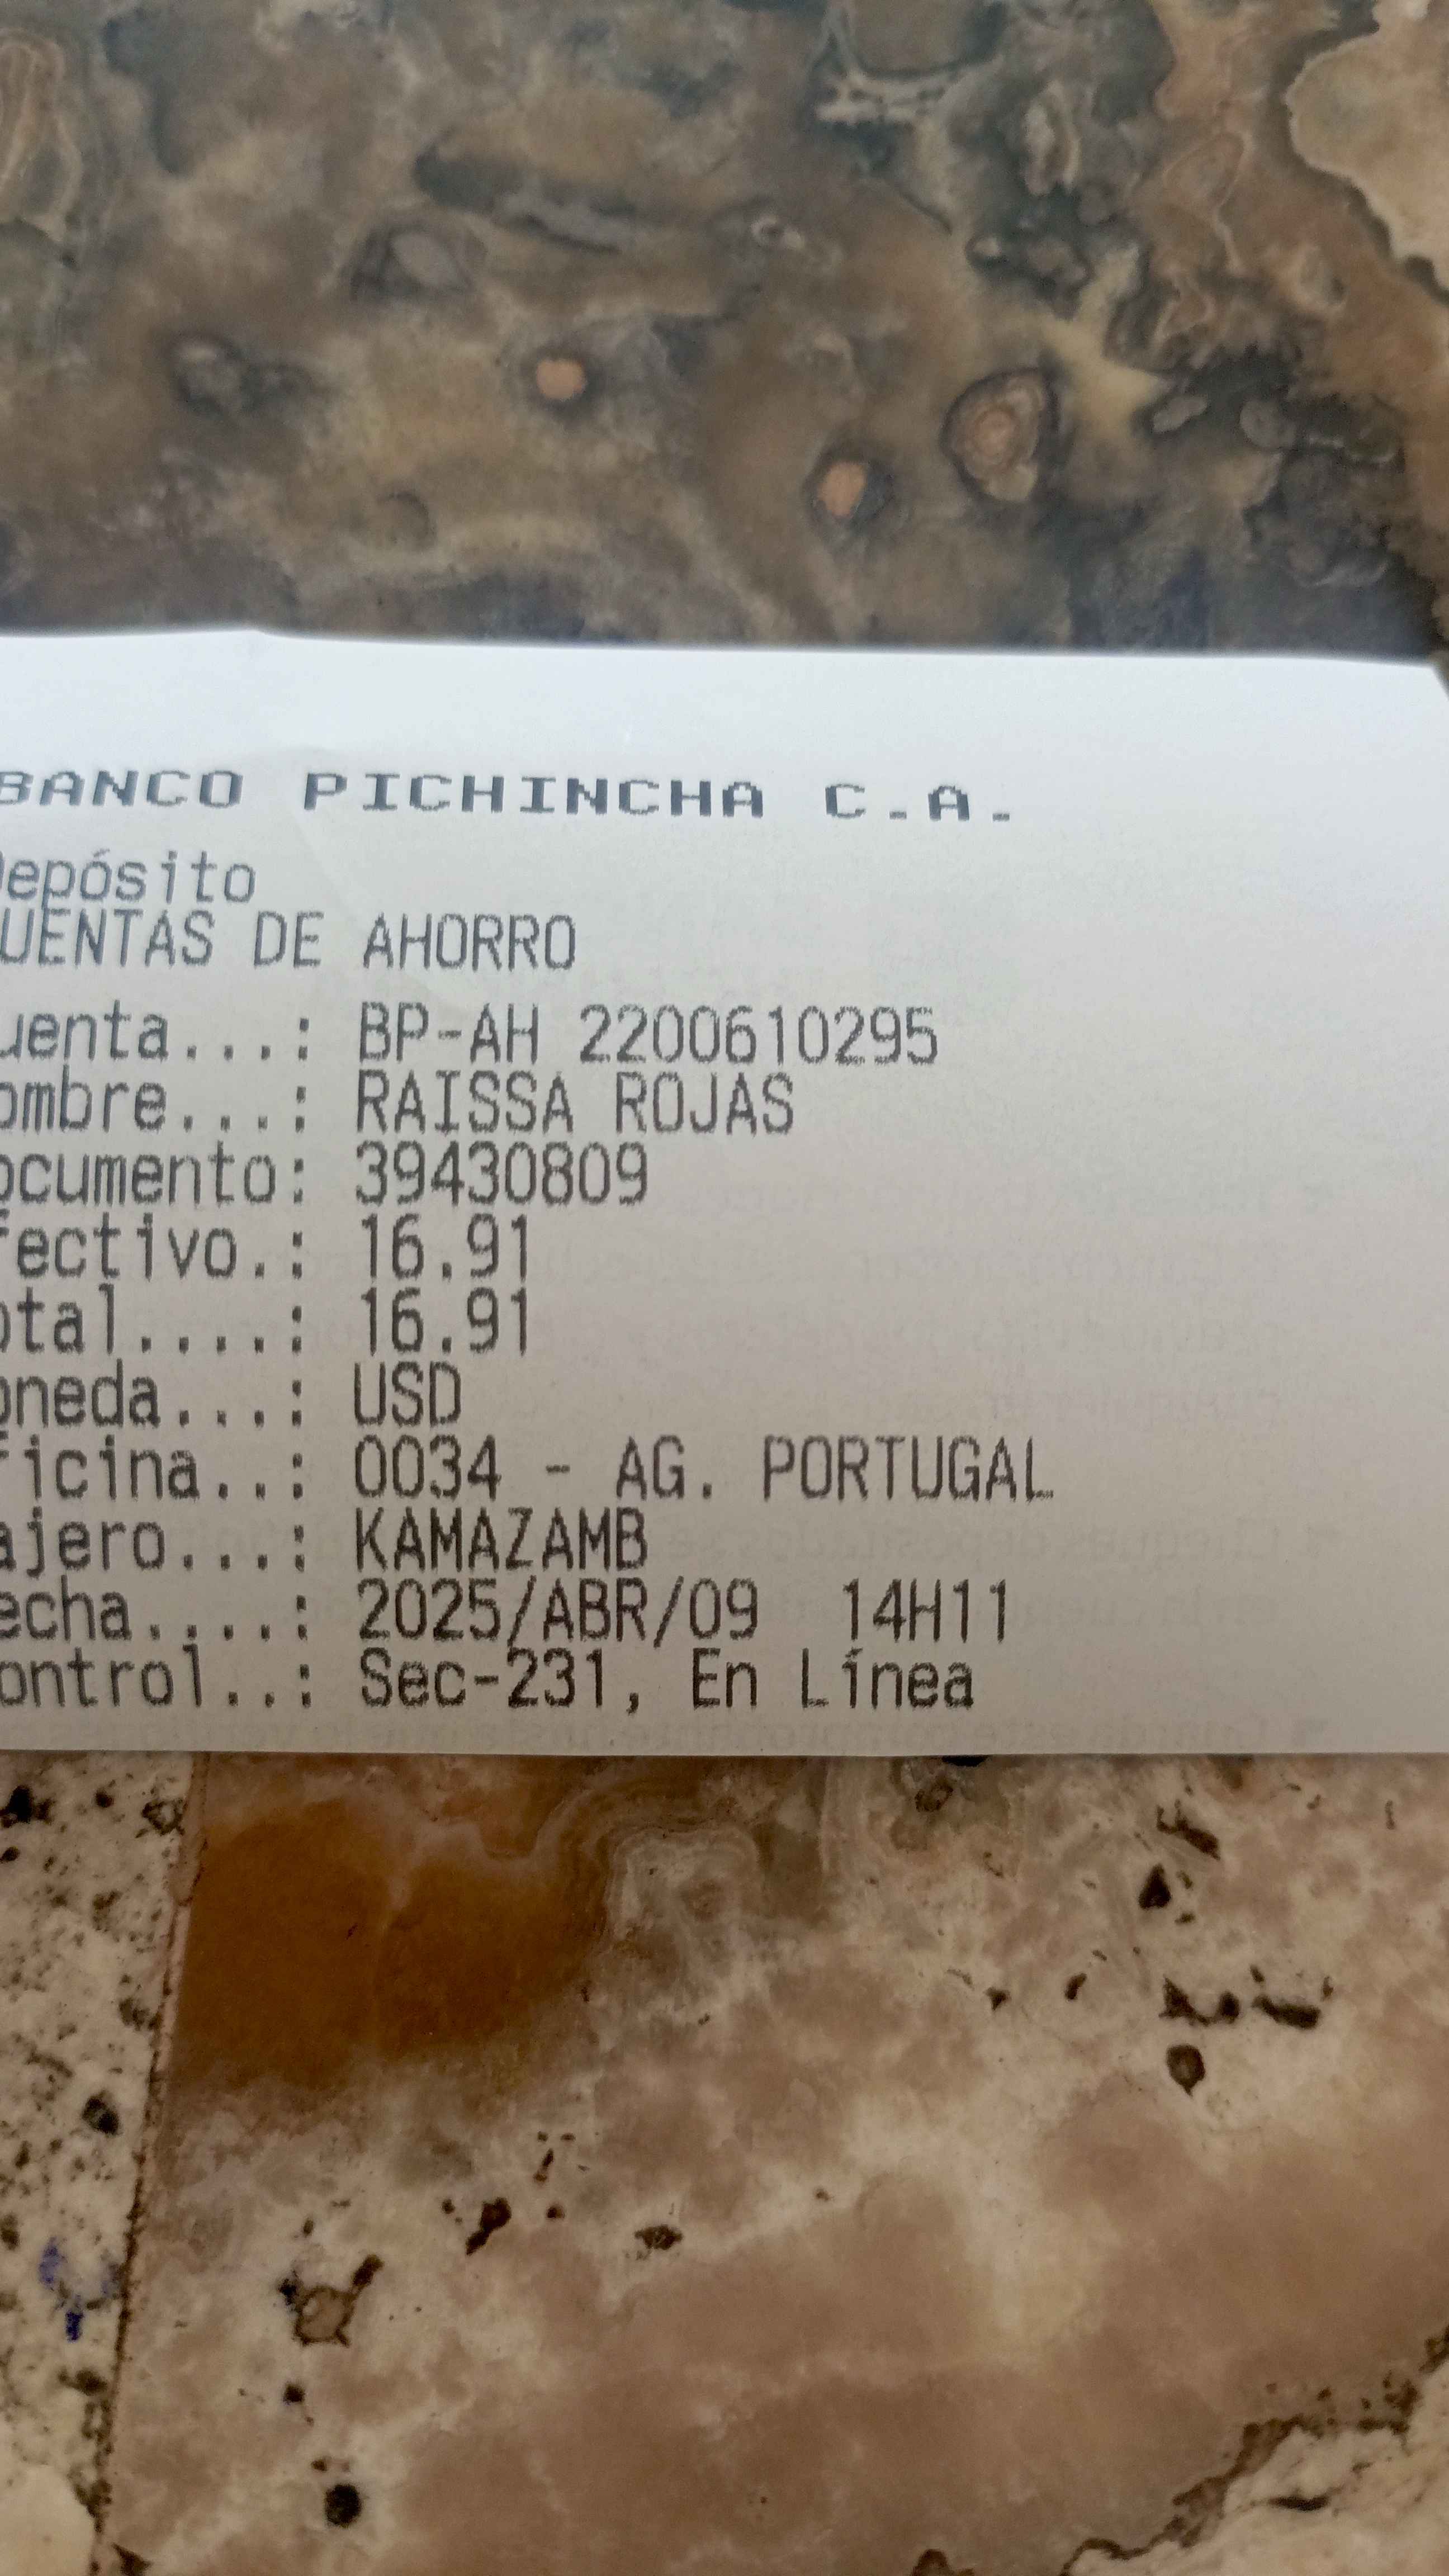 BANCO PICHINCHA C.A.
Depósito
UENTAS DE AHORRO
uenta...: BP-AH 2200610295
ombre...: RAISSA ROJAS
ocumento: 39430809
fectivo.: 16.91
otal....: 16.91
oneda...: USD
ficina..: 0034 - AG. PORTUGAL
ajero...: KAMAZAMB
echa....: 2025/ABR/09 14H11
ontrol..: Sec-231, En Línea